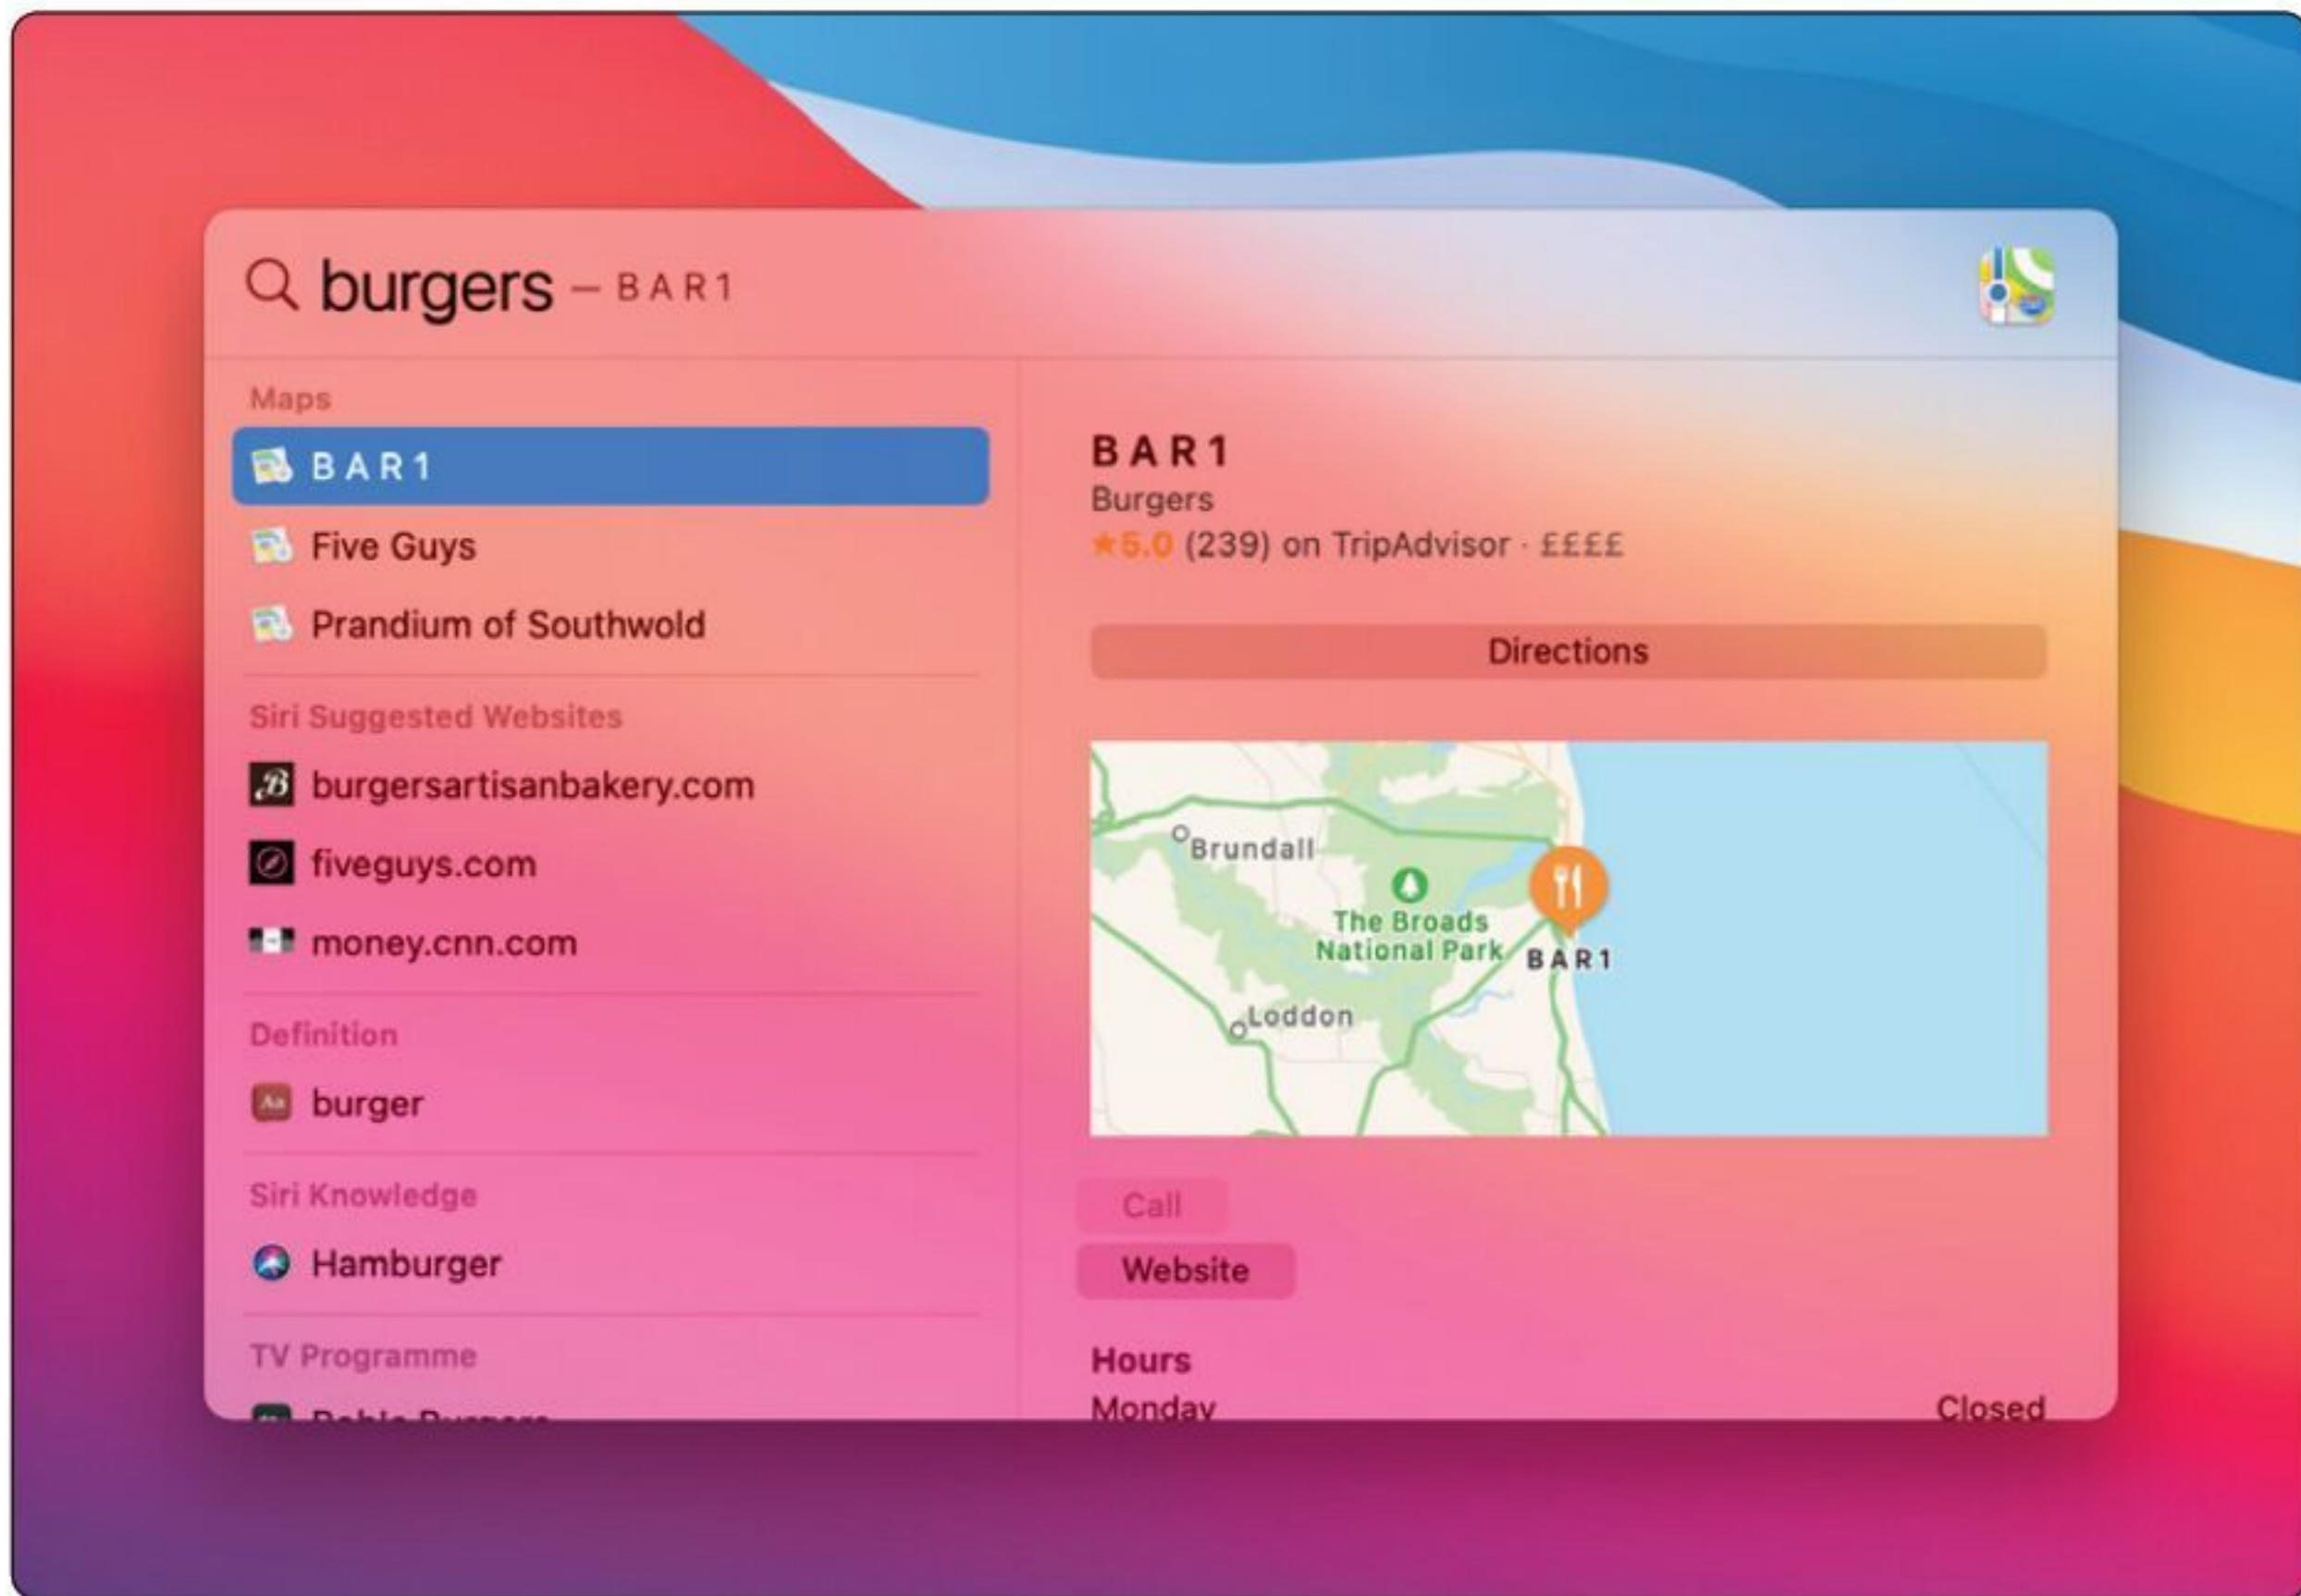 burgers — BAR1
Maps
BAR1
Five Guys
Prandium of Southwold
Siri Suggested Websites
burgersartisanbakery.com
fiveguys.com
money.cnn.com
Definition
Aa burger
Siri Knowledge
Hamburger
TV Programme
Burgers
BAR1
Burgers
★5.0 (239) on TripAdvisor · ££££
Directions
Brundall
The Broads
National Park
BAR1
Loddon
Call
Website
Hours
Monday Closed